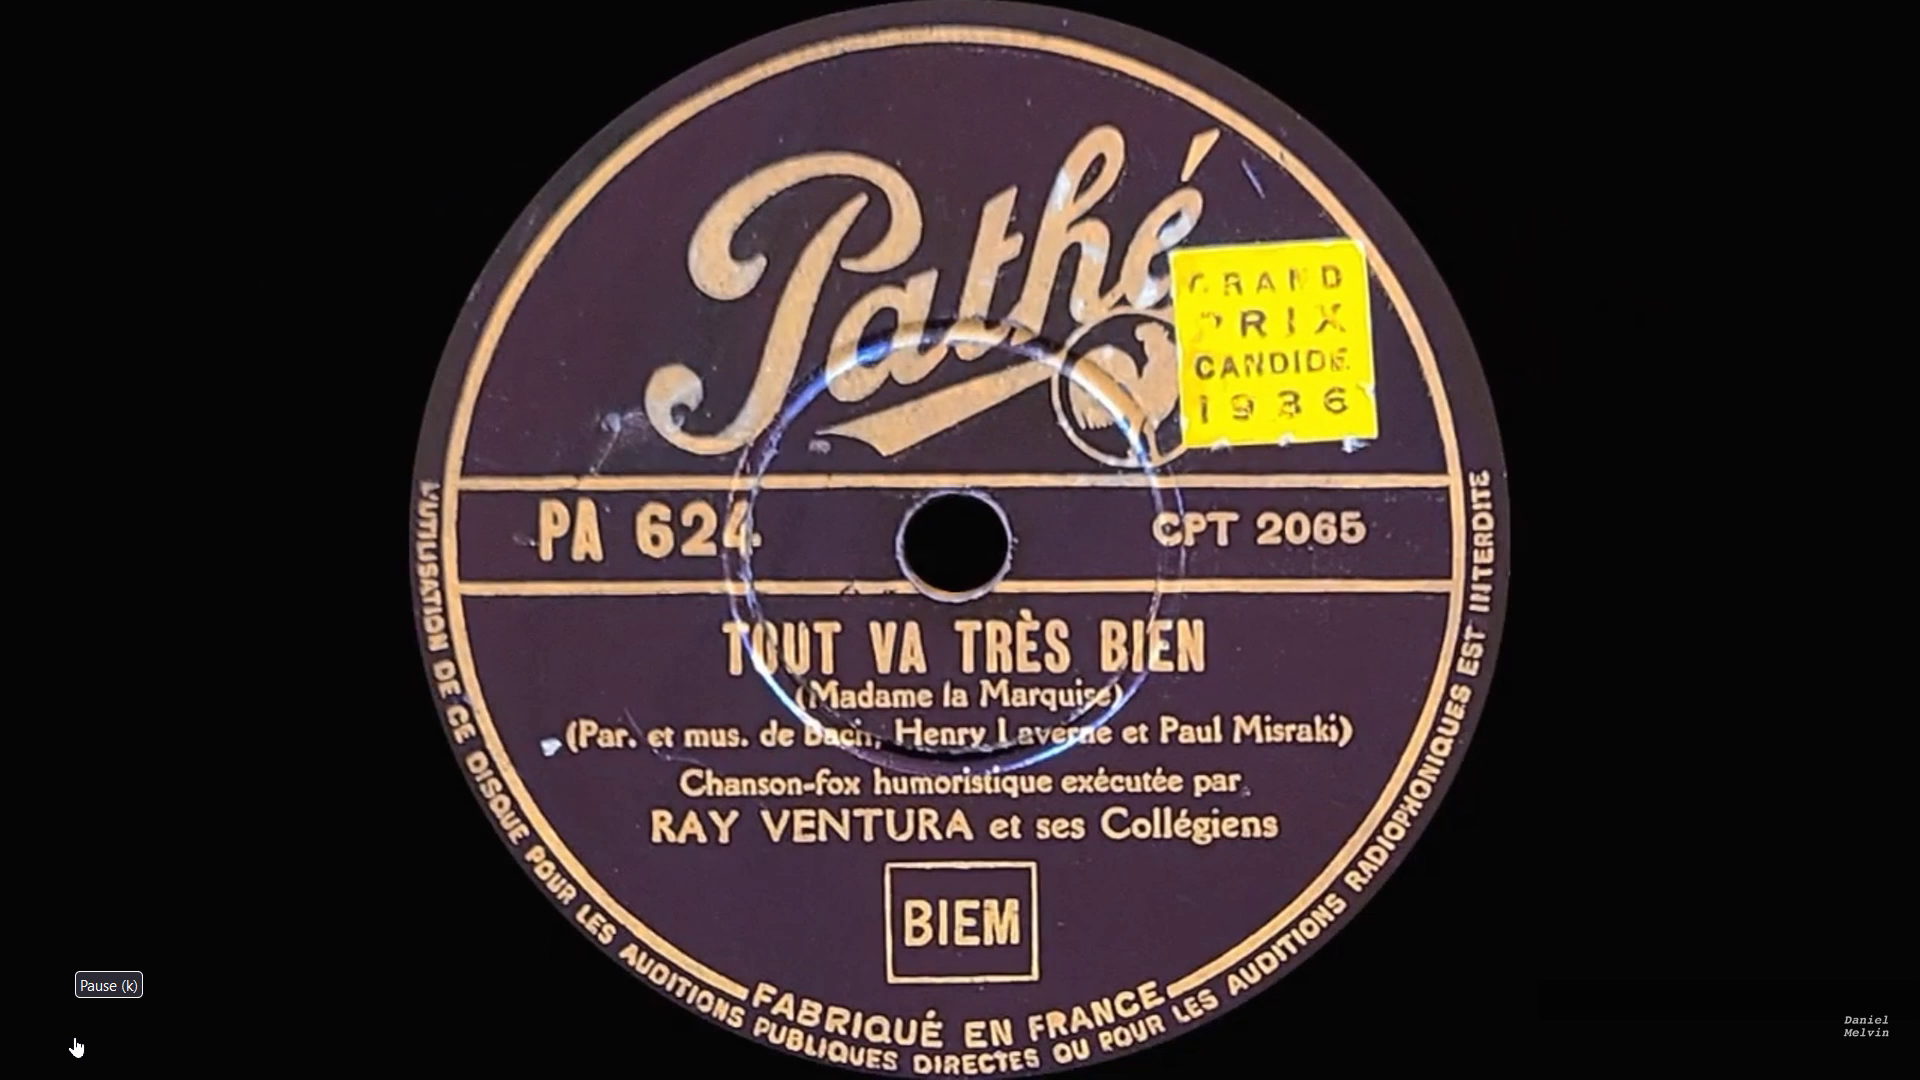 Pathé
GRAND
PRIX
CANDIDE
1936
PA 624
CPT 2065
TOUT VA TRÈS BIEN
(Madame la Marquise)
(Par. et mus. de Bach, Henry Laverne et Paul Misraki)
Chanson-fox humoristique exécutée par
RAY VENTURA et ses Collégiens
BIEM
FABRIQUÉ EN FRANCE
L'UTILISATION DE CE DISQUE POUR LES AUDITIONS PUBLIQUES DIRECTES OU POUR LES AUDITIONS RADIOPHONIQUES EST INTERDITE
Pause (k)
Daniel
Melvin